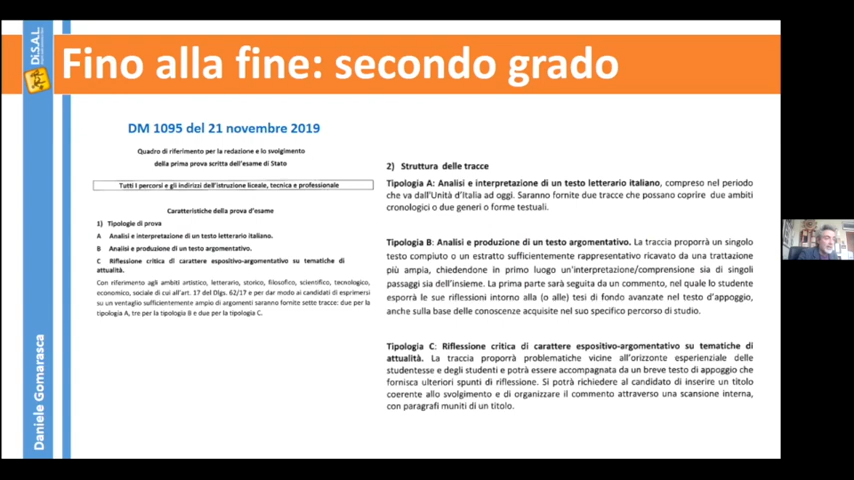 Di.S.A.L.
Fino alla fine: secondo grado
DM 1095 del 21 novembre 2019
Quadro di riferimento per la redazione e lo svolgimento
della prima prova scritta dell'esame di Stato
Tutti i percorsi e gli indirizzi dell'istruzione liceale, tecnica e professionale
Caratteristiche della prova d'esame
1) Tipologie di prova
A Analisi e interpretazione di un testo letterario italiano.
B Analisi e produzione di un testo argomentativo.
C Riflessione critica di carattere espositivo-argomentativo su tematiche di
attualità.
Con riferimento agli ambiti artistico, letterario, storico, filosofico, scientifico, tecnologico,
economico, sociale di cui all'art. 17 del Dlgs. 62/17 e per dar modo ai candidati di esprimersi
su un ventaglio sufficientemente ampio di argomenti saranno fornite sette tracce: due per la
tipologia A, tre per la tipologia B e due per la tipologia C.
2) Struttura delle tracce
Tipologia A: Analisi e interpretazione di un testo letterario italiano, compreso nel periodo
che va dall'Unità d'Italia ad oggi. Saranno fornite due tracce che possano coprire due ambiti
cronologici o due generi o forme testuali.
Tipologia B: Analisi e produzione di un testo argomentativo. La traccia proporrà un singolo
testo compiuto o un estratto sufficientemente rappresentativo ricavato da una trattazione
più ampia, chiedendone in primo luogo un'interpretazione/comprensione sia di singoli
passaggi sia dell'insieme. La prima parte sarà seguita da un commento, nel quale lo studente
esporrà le sue riflessioni intorno alla (o alle) tesi di fondo avanzate nel testo d'appoggio,
anche sulla base delle conoscenze acquisite nel suo specifico percorso di studio.
Tipologia C: Riflessione critica di carattere espositivo-argomentativo su tematiche di
attualità. La traccia proporrà problematiche vicine all'orizzonte esperienziale delle
studentesse e degli studenti e potrà essere accompagnata da un breve testo di appoggio che
fornisca ulteriori spunti di riflessione. Si potrà richiedere al candidato di inserire un titolo
coerente allo svolgimento e di organizzare il commento attraverso una scansione interna,
con paragrafi muniti di un titolo.
Daniele Gomarasca